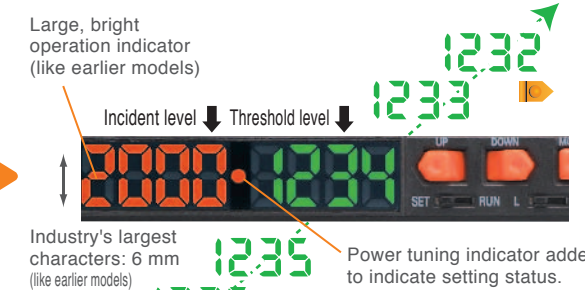 Large, bright
operation indicator
(like earlier models)
1232
1233
Incident level Threshold level
2000 1234
UP DOWN
SET RUN L
Industry's largest
characters: 6 mm
(like earlier models)
1235
Power tuning indicator
to indicate setting status.